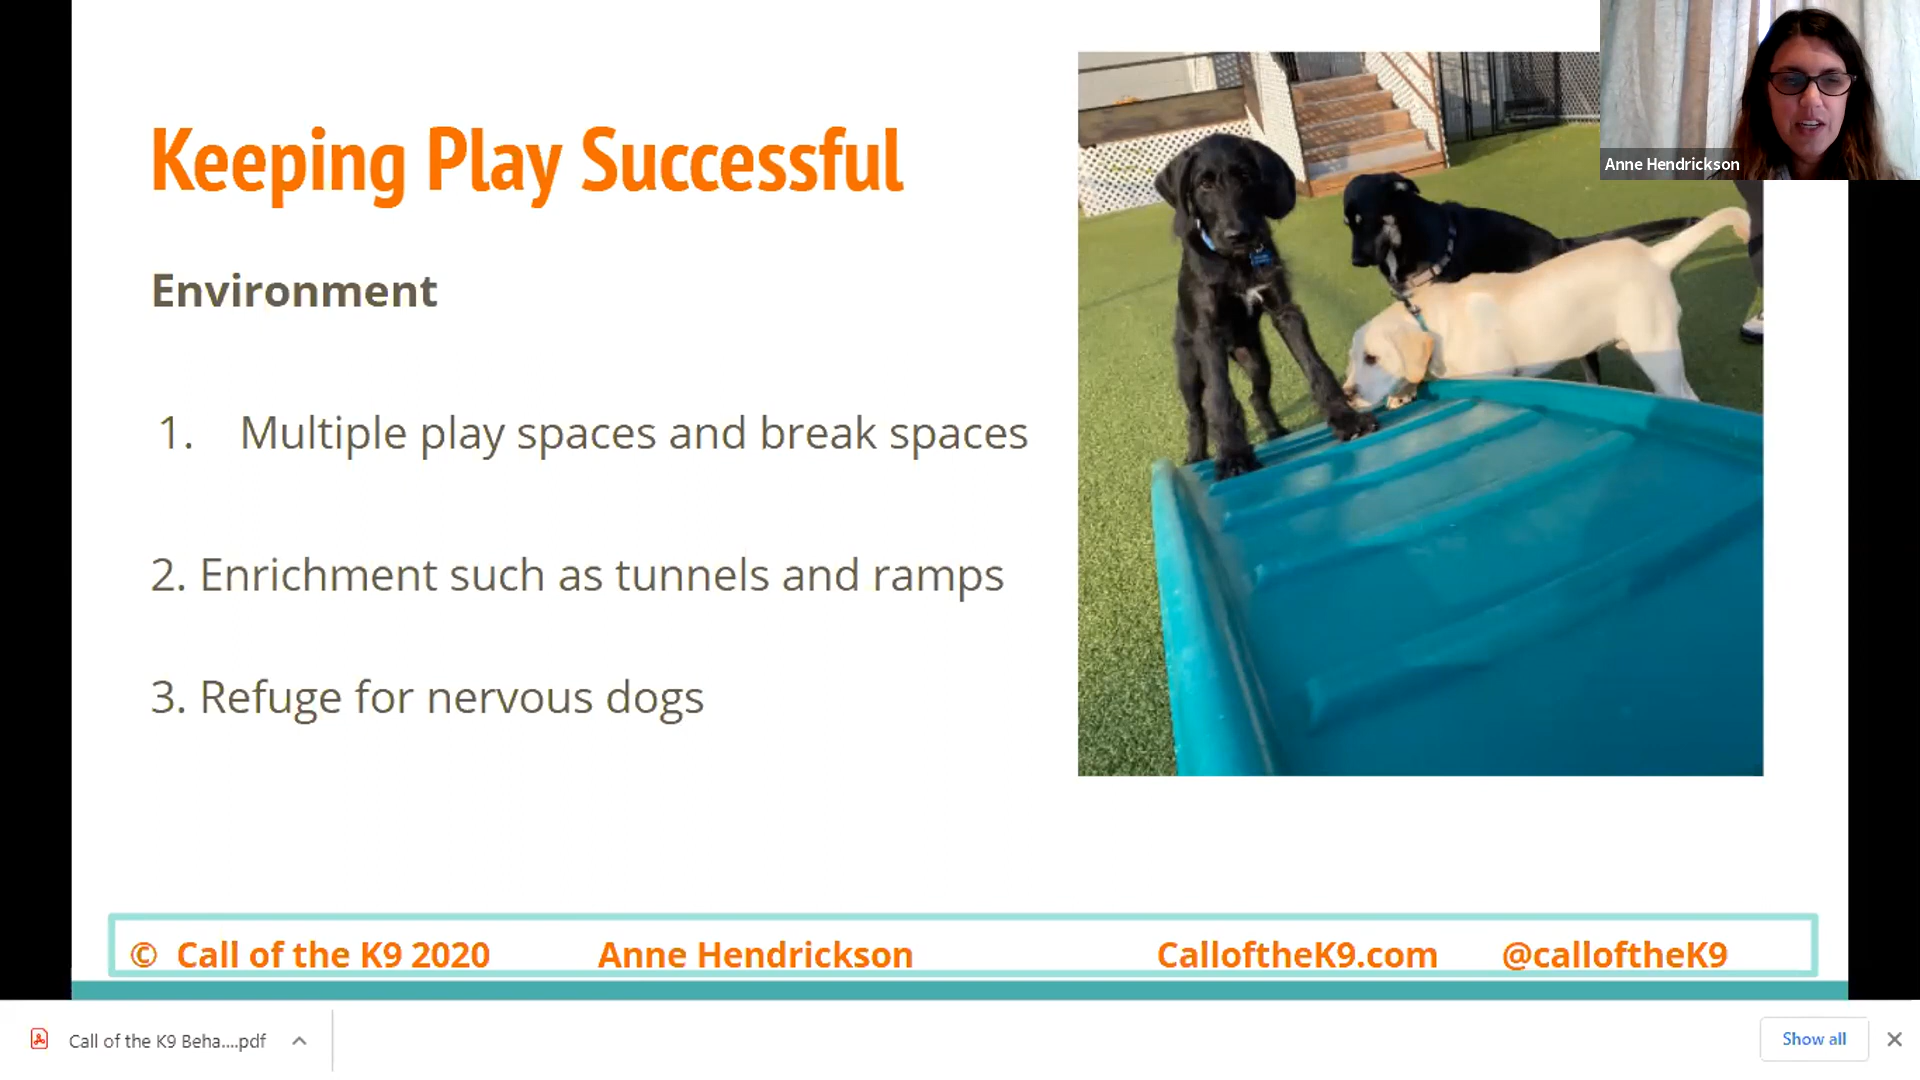 Anne Hendrickson
Keeping Play Successful
Environment
1. Multiple play spaces and break spaces
2. Enrichment such as tunnels and ramps
3. Refuge for nervous dogs
© Call of the K9 2020 Anne Hendrickson CalloftheK9.com @calloftheK9
Call of the K9 Beha....pdf Show all